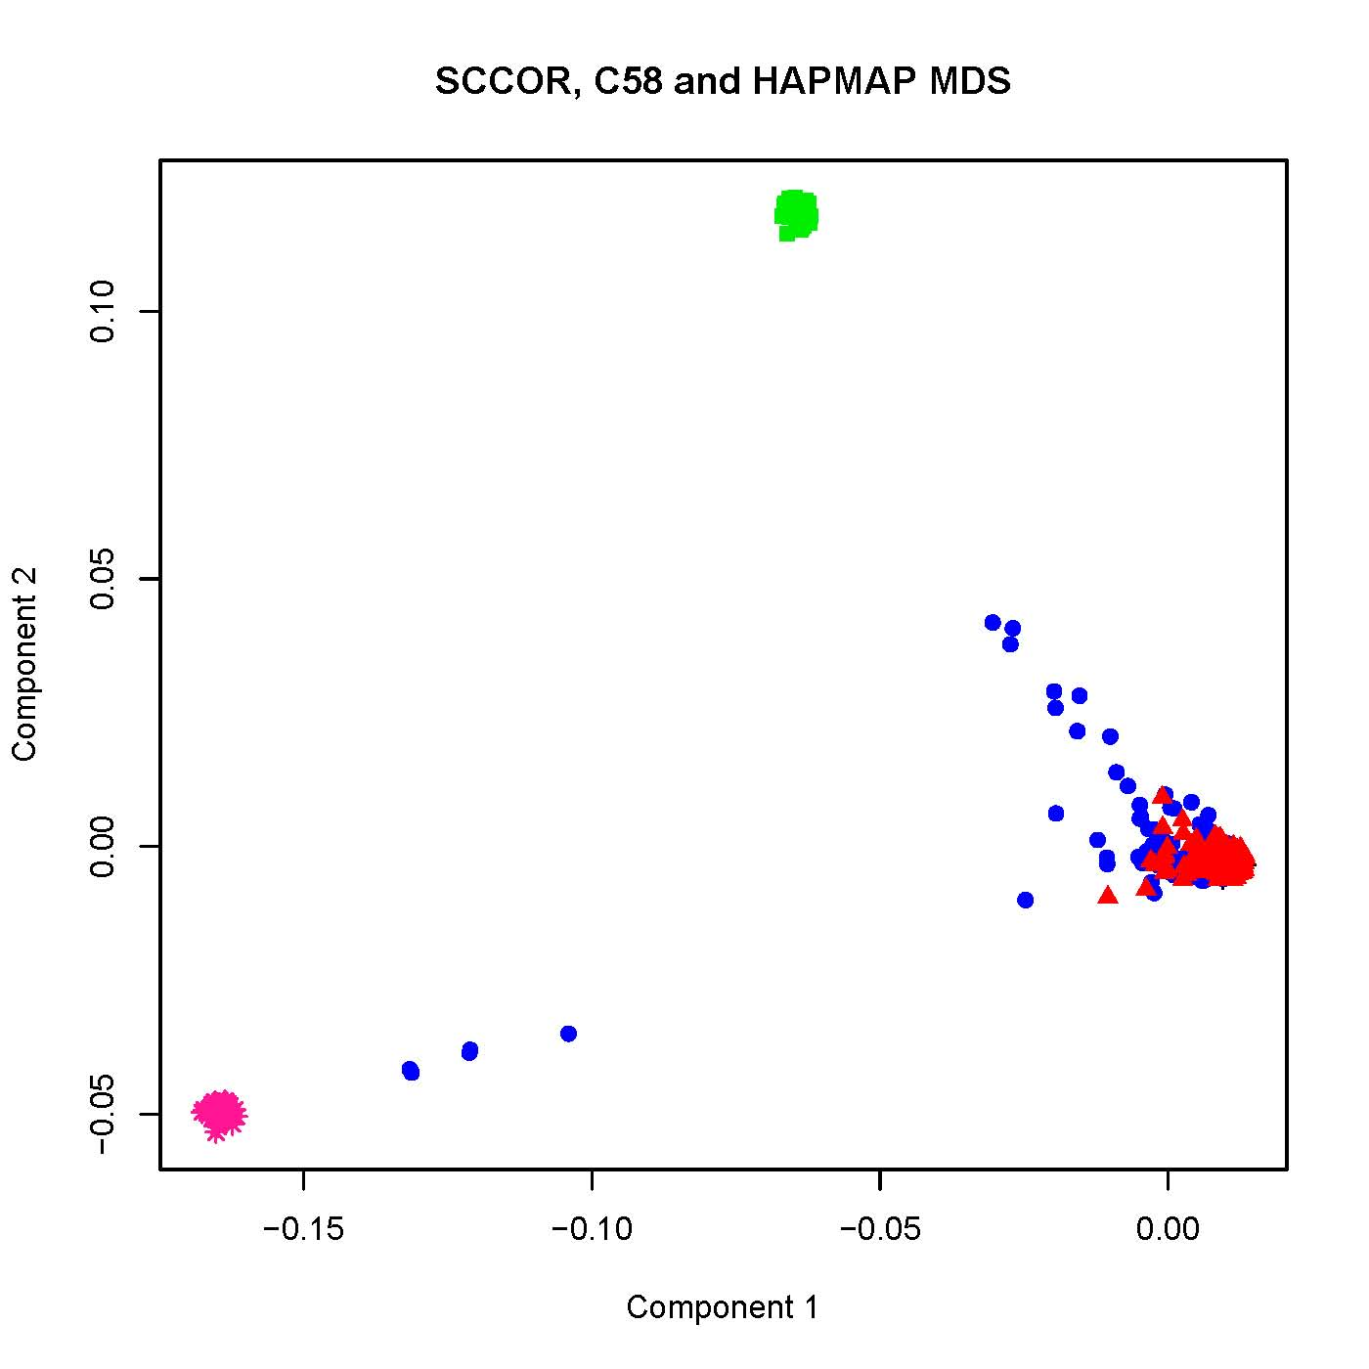 SCCOR, C58 and HAPMAP MDS
0.10
0.05
0.00
−0.05
Component 2
−0.15 −0.10 −0.05 0.00
Component 1